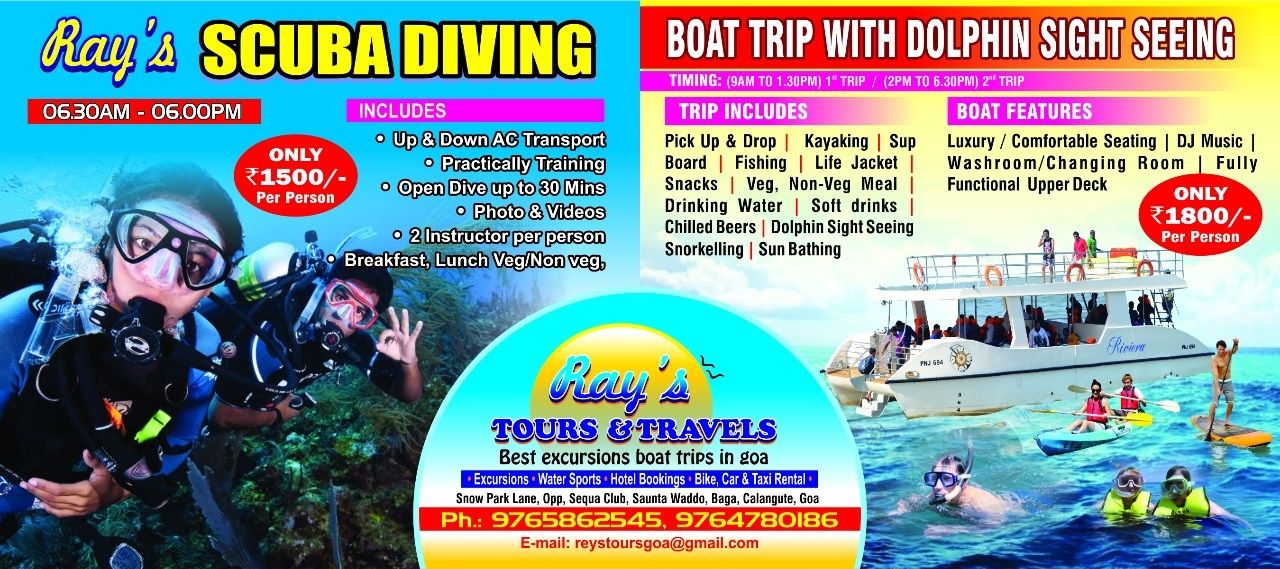 Ray's SCUBA DIVING
06.30AM - 06.00PM
INCLUDES
• Up & Down AC Transport
• Practically Training
• Open Dive up to 30 Mins
• Photo & Videos
• 2 Instructor per person
• Breakfast, Lunch Veg/Non veg,
ONLY
₹1500/-
Per Person
BOAT TRIP WITH DOLPHIN SIGHT SEEING
TIMING: (9AM TO 1.30PM) 1st TRIP / (2PM TO 6.30PM) 2nd TRIP
TRIP INCLUDES
Pick Up & Drop | Kayaking | Sup
Board | Fishing | Life Jacket |
Snacks | Veg, Non-Veg Meal |
Drinking Water | Soft drinks |
Chilled Beers | Dolphin Sight Seeing
Snorkelling | Sun Bathing
BOAT FEATURES
Luxury / Comfortable Seating | DJ Music |
Washroom/Changing Room | Fully
Functional Upper Deck
ONLY
₹1800/-
Per Person
PNJ 694
Riviera
PNJ 694
Ray's
TOURS & TRAVELS
Best excursions boat trips in goa
• Excursions • Water Sports • Hotel Bookings • Bike, Car & Taxi Rental •
Snow Park Lane, Opp, Sequa Club, Saunta Waddo, Baga, Calangute, Goa
Ph.: 9765862545, 9764780186
E-mail: reystoursgoa@gmail.com